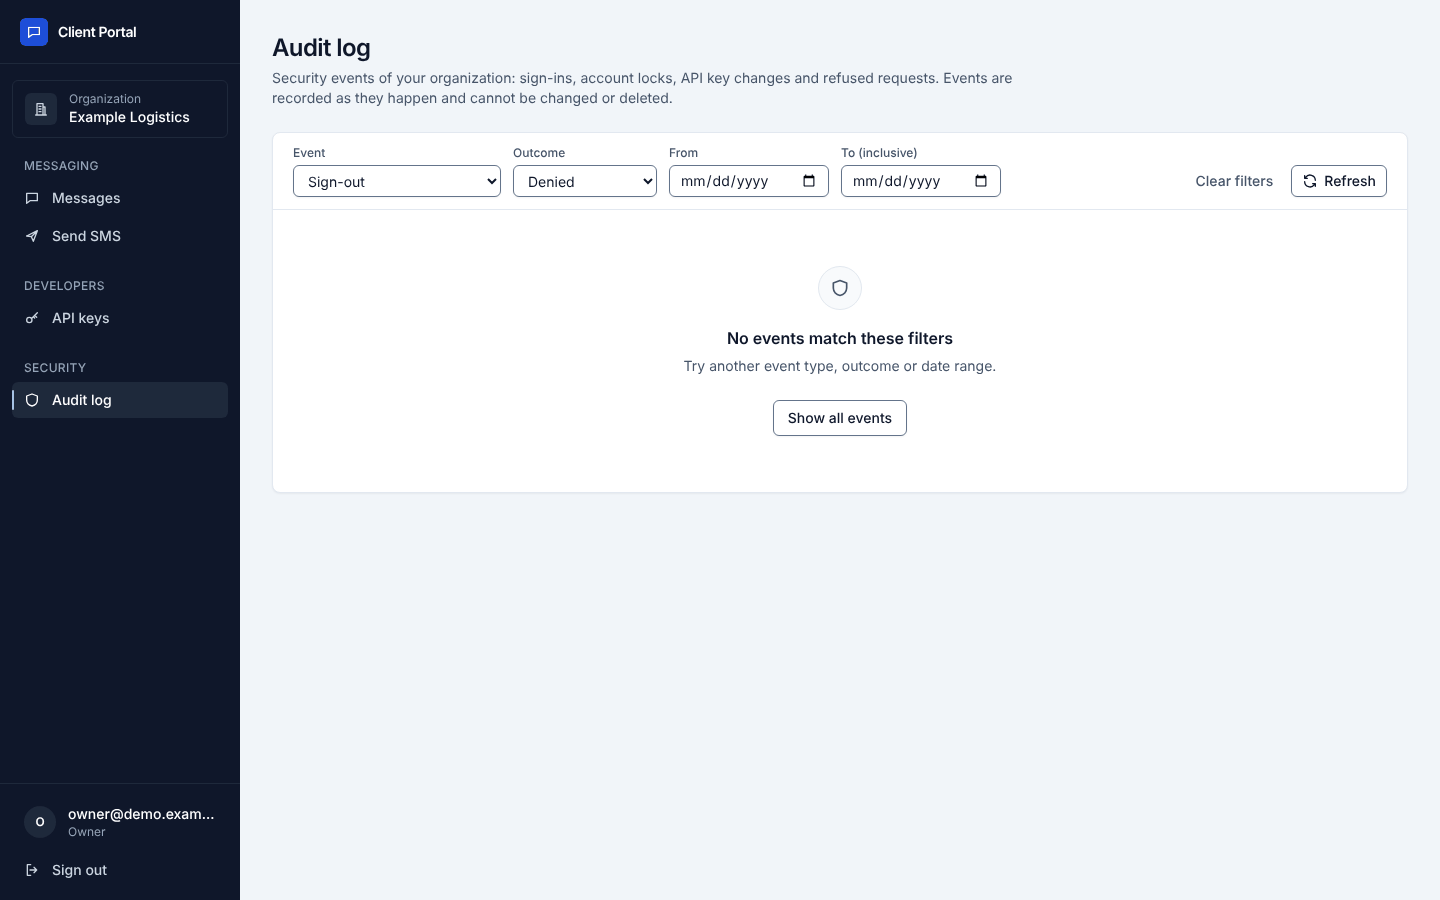 Client Portal
Organization
Example Logistics
MESSAGING
Messages
Send SMS
DEVELOPERS
API keys
SECURITY
Audit log
O
owner@demo.exam...
Owner
Sign out
Audit log
Security events of your organization: sign-ins, account locks, API key changes and refused requests. Events are
recorded as they happen and cannot be changed or deleted.
Event
Outcome
From
To (inclusive)
Sign-out
Denied
mm/dd/yyyy
mm/dd/yyyy
Clear filters
Refresh
No events match these filters
Try another event type, outcome or date range.
Show all events